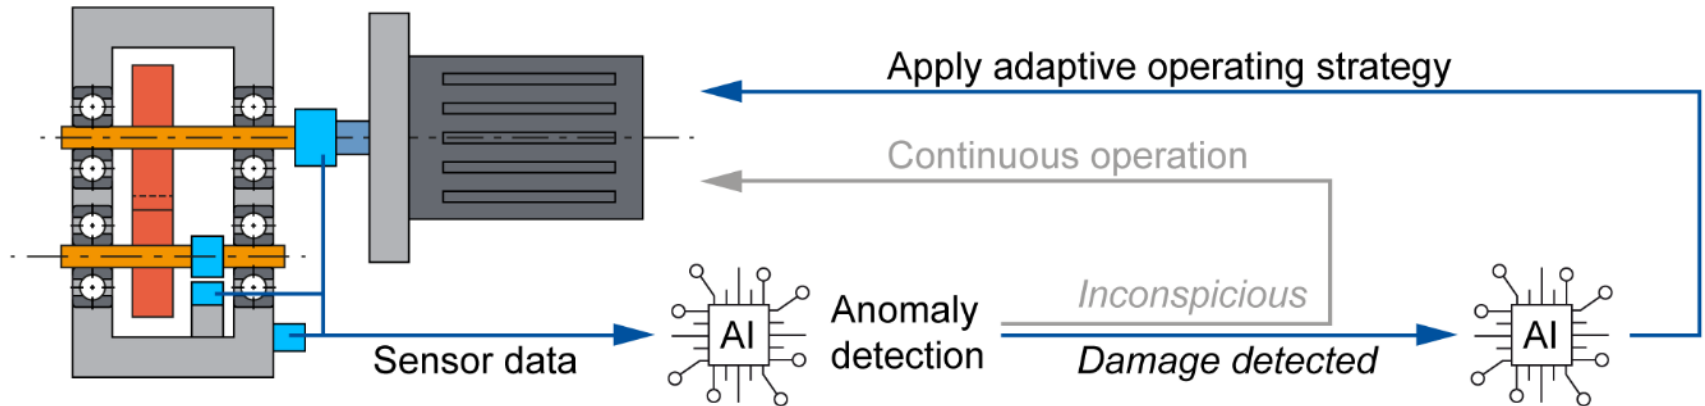 Apply adaptive operating strategy
Continuous operation
Inconspicious
AI
Anomaly
detection
AI
Sensor data
Damage detected